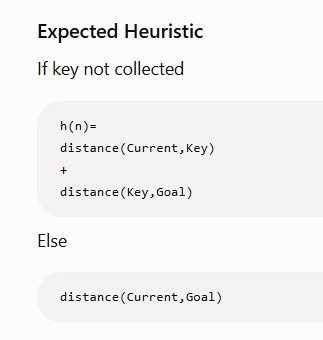 Expected Heuristic
If key not collected
h(n)=
distance(Current,Key)
+
distance(Key,Goal)
Else
distance(Current,Goal)